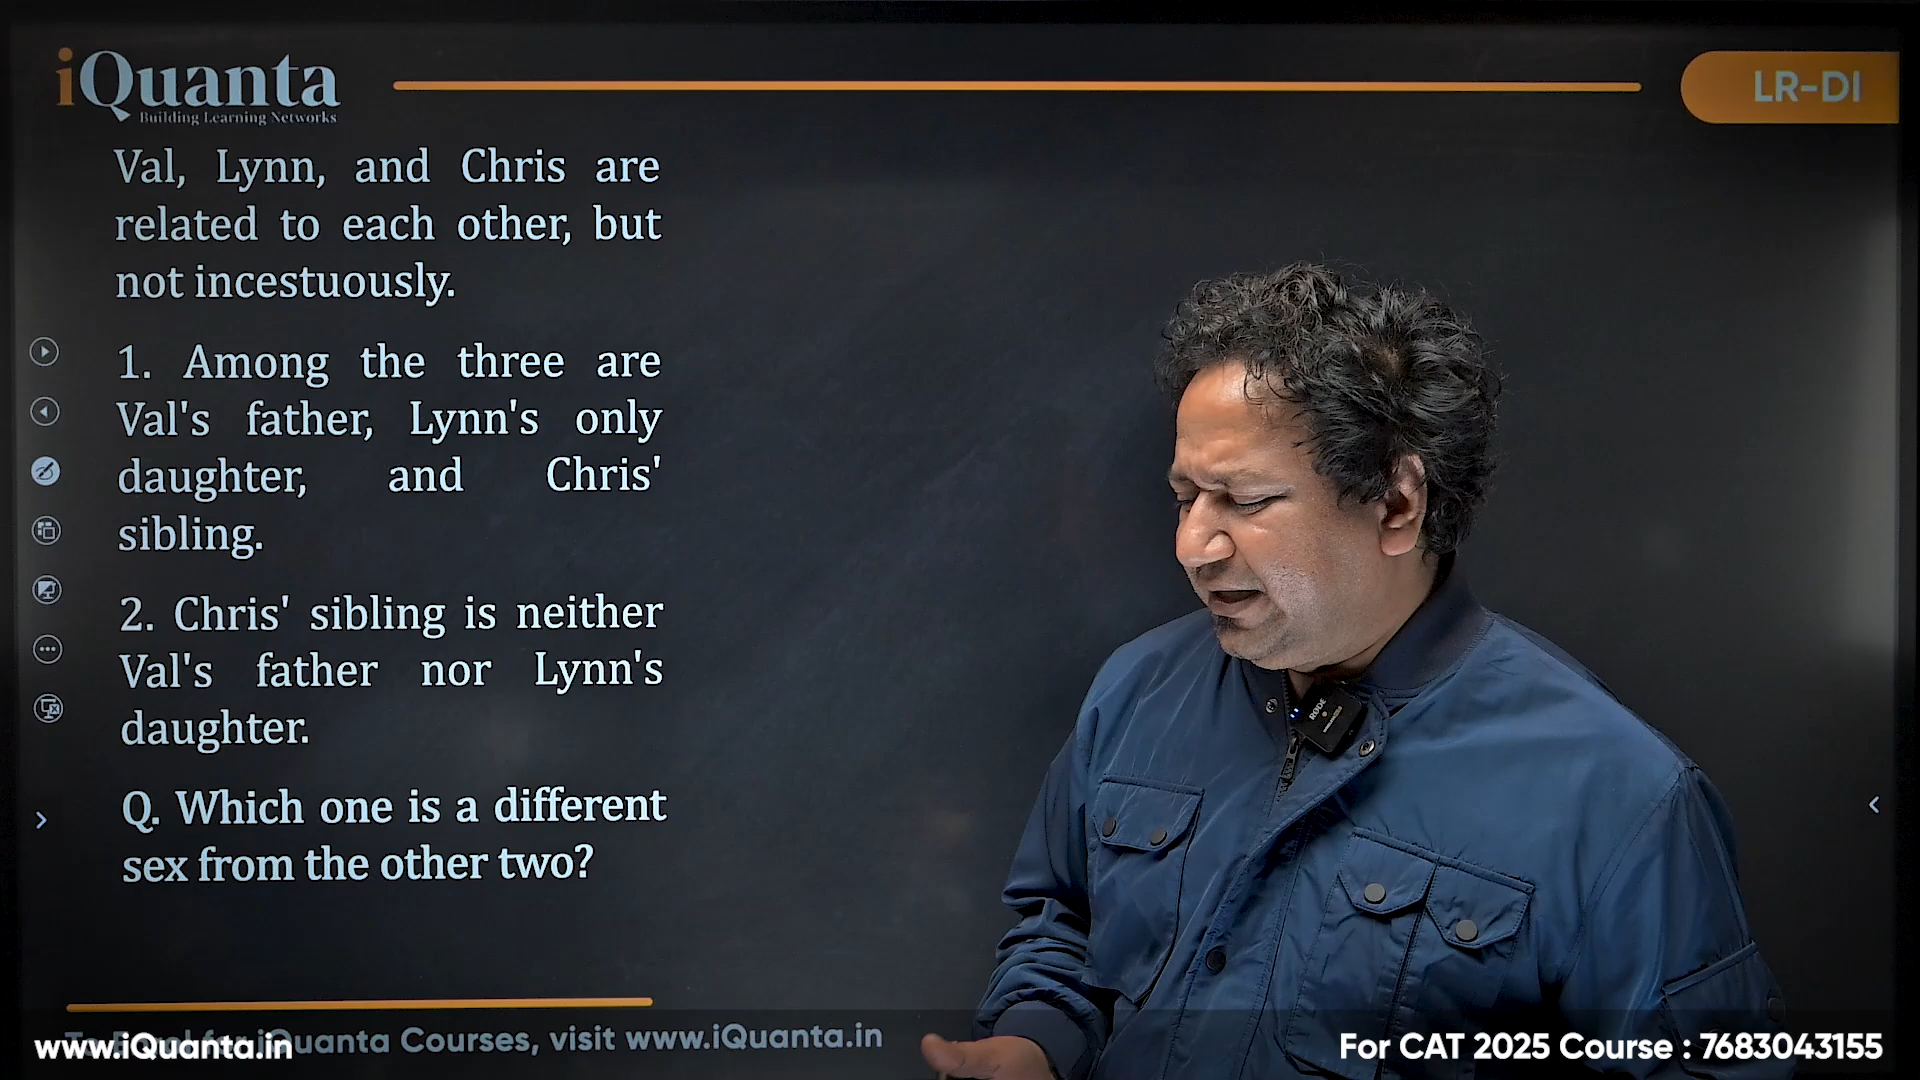 iQuanta
Building Learning Networks
LR-DI
Val, Lynn, and Chris are
related to each other, but
not incestuously.
1. Among the three are
Val's father, Lynn's only
daughter, and Chris'
sibling.
2. Chris' sibling is neither
Val's father nor Lynn's
daughter.
Q. Which one is a different
sex from the other two?
RODE
iQuanta Courses, visit www.iQuanta.in
www.iQuanta.in
For CAT 2025 Course : 7683043155